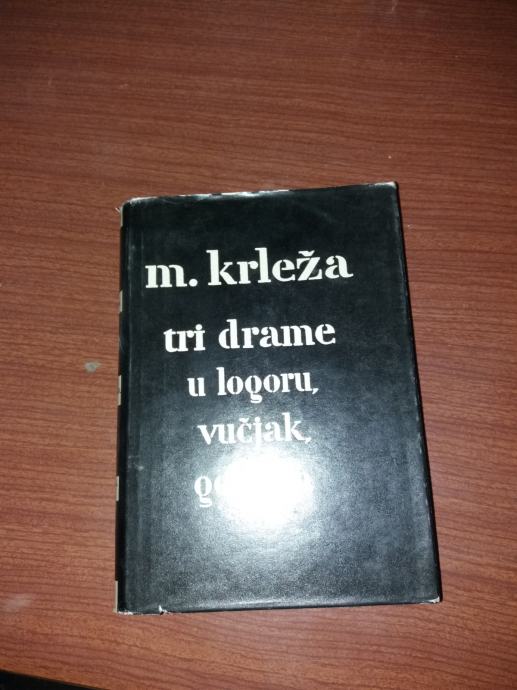 m. krleža
tri drame
u logoru,
vučjak,